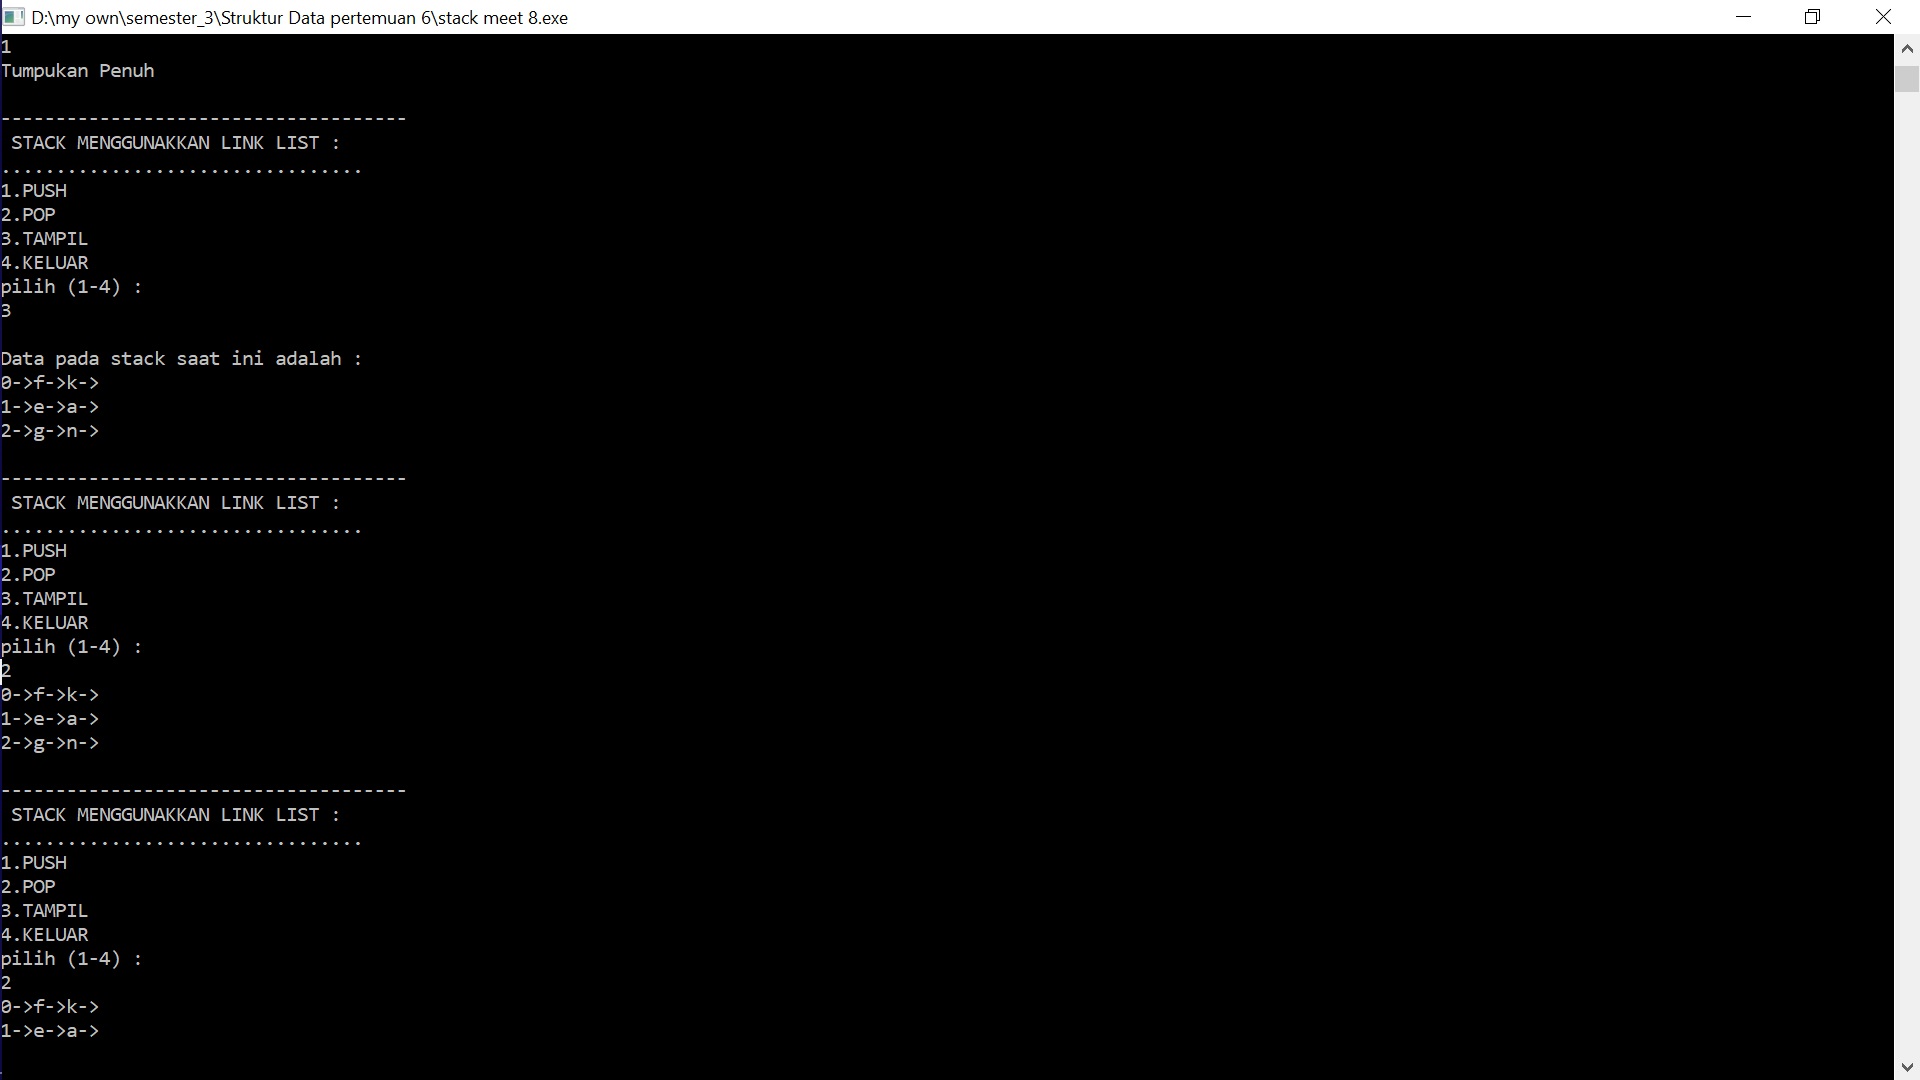 D:\my own\semester_3\Struktur Data pertemuan 6\stack meet 8.exe
1
Tumpukan Penuh
-------------------------------------
STACK MENGGUNAKKAN LINK LIST :
.................................
1.PUSH
2.POP
3.TAMPIL
4.KELUAR
pilih (1-4) :
3
Data pada stack saat ini adalah :
0->f->k->
1->e->a->
2->g->n->
-------------------------------------
STACK MENGGUNAKKAN LINK LIST :
.................................
1.PUSH
2.POP
3.TAMPIL
4.KELUAR
pilih (1-4) :
2
0->f->k->
1->e->a->
2->g->n->
-------------------------------------
STACK MENGGUNAKKAN LINK LIST :
.................................
1.PUSH
2.POP
3.TAMPIL
4.KELUAR
pilih (1-4) :
2
0->f->k->
1->e->a->